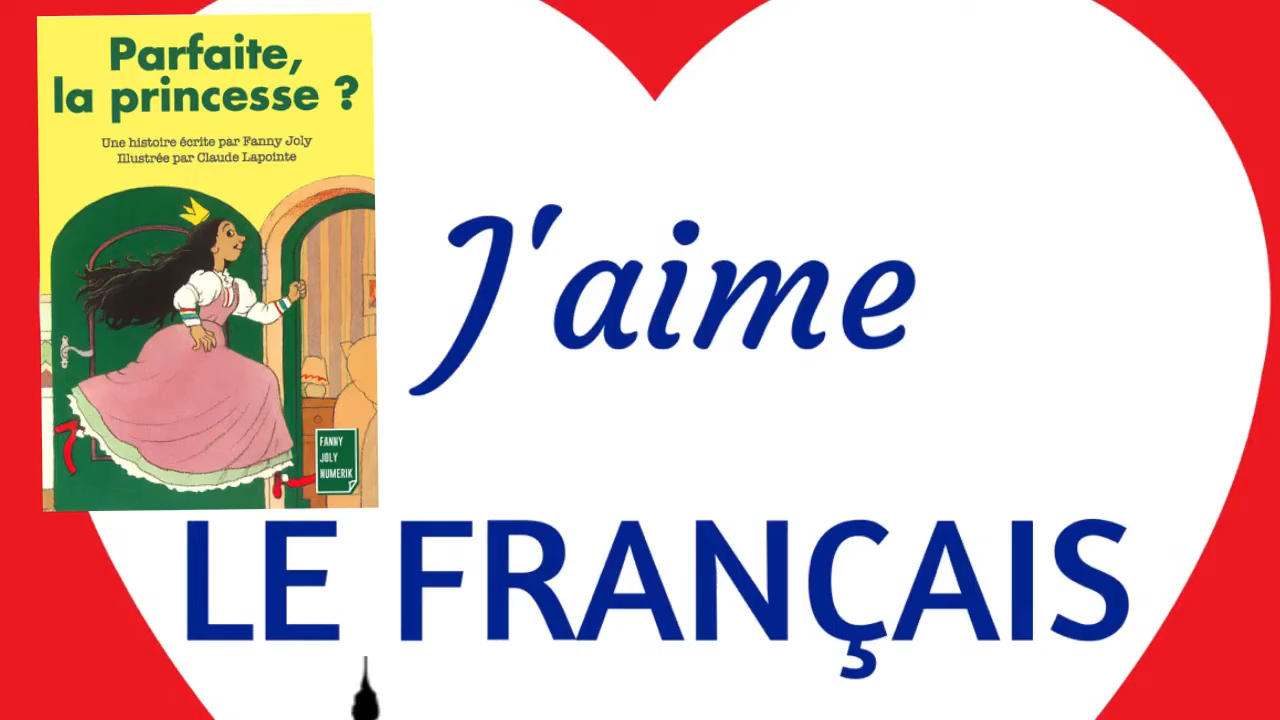 Parfaite,
la princesse ?
Une histoire écrite par Fanny Joly
Illustrée par Claude Lapointe
FANNY
JOLY
NUMERIK
J'aime
LE FRANÇAIS